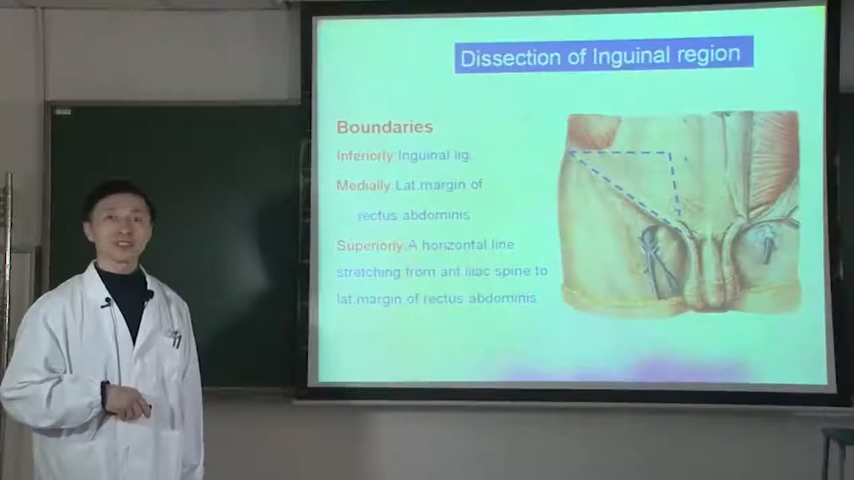 Dissection of Inguinal region
Boundaries
Inferiorly: Inguinal lig.
Medially: Lat.margin of
rectus abdominis
Superiorly: A horizontal line
stretching from ant.iliac spine to
lat.margin of rectus abdominis